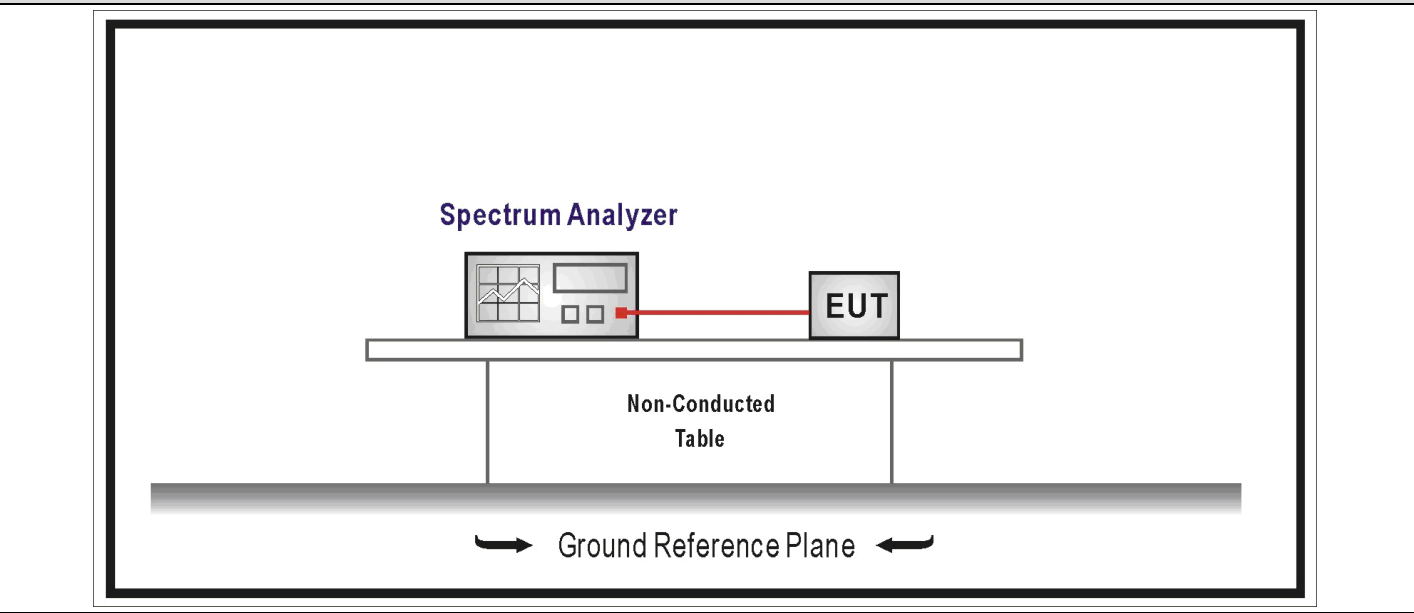 Spectrum Analyzer
EUT
Non-Conducted
Table
Ground Reference Plane